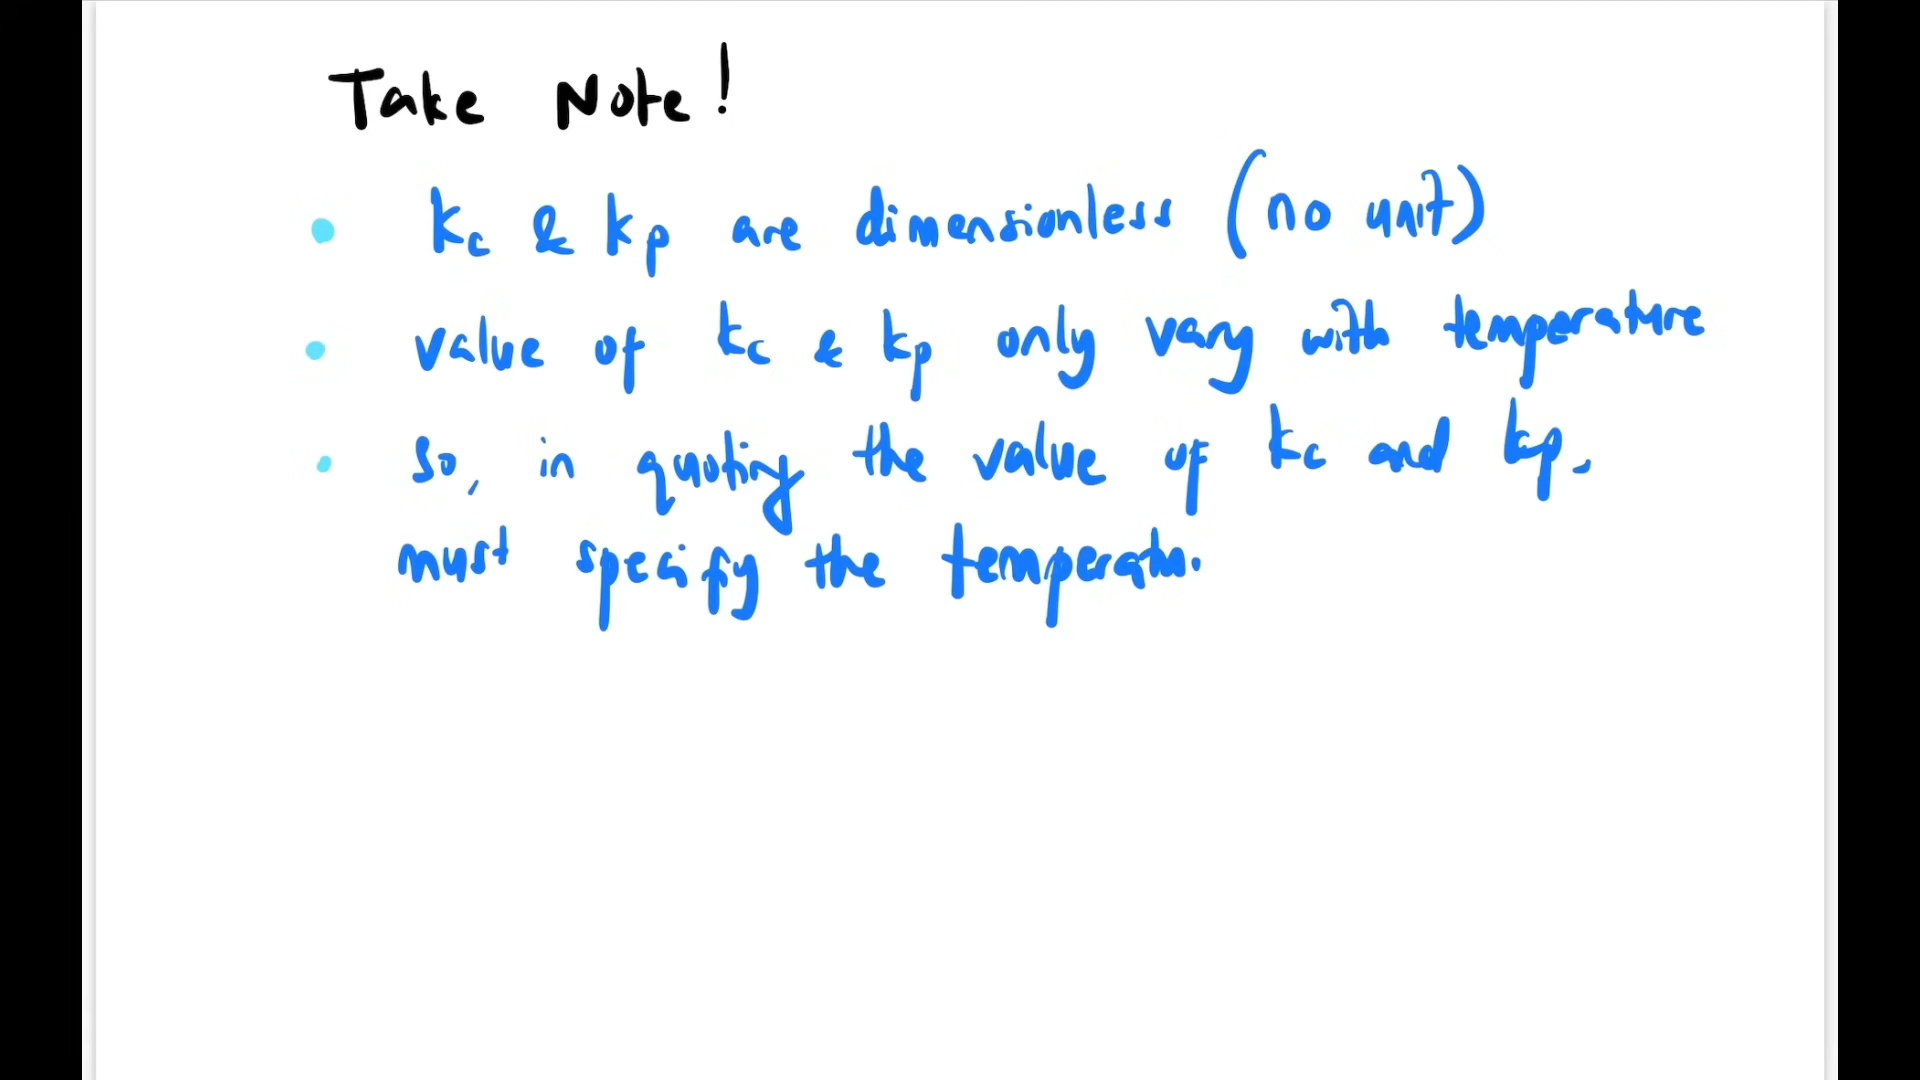 Take Note!
kc & kp are dimensionless (no unit)
value of kc & kp only vary with temperature
so, in quoting the value of kc and kp,
must specify the temperatu.